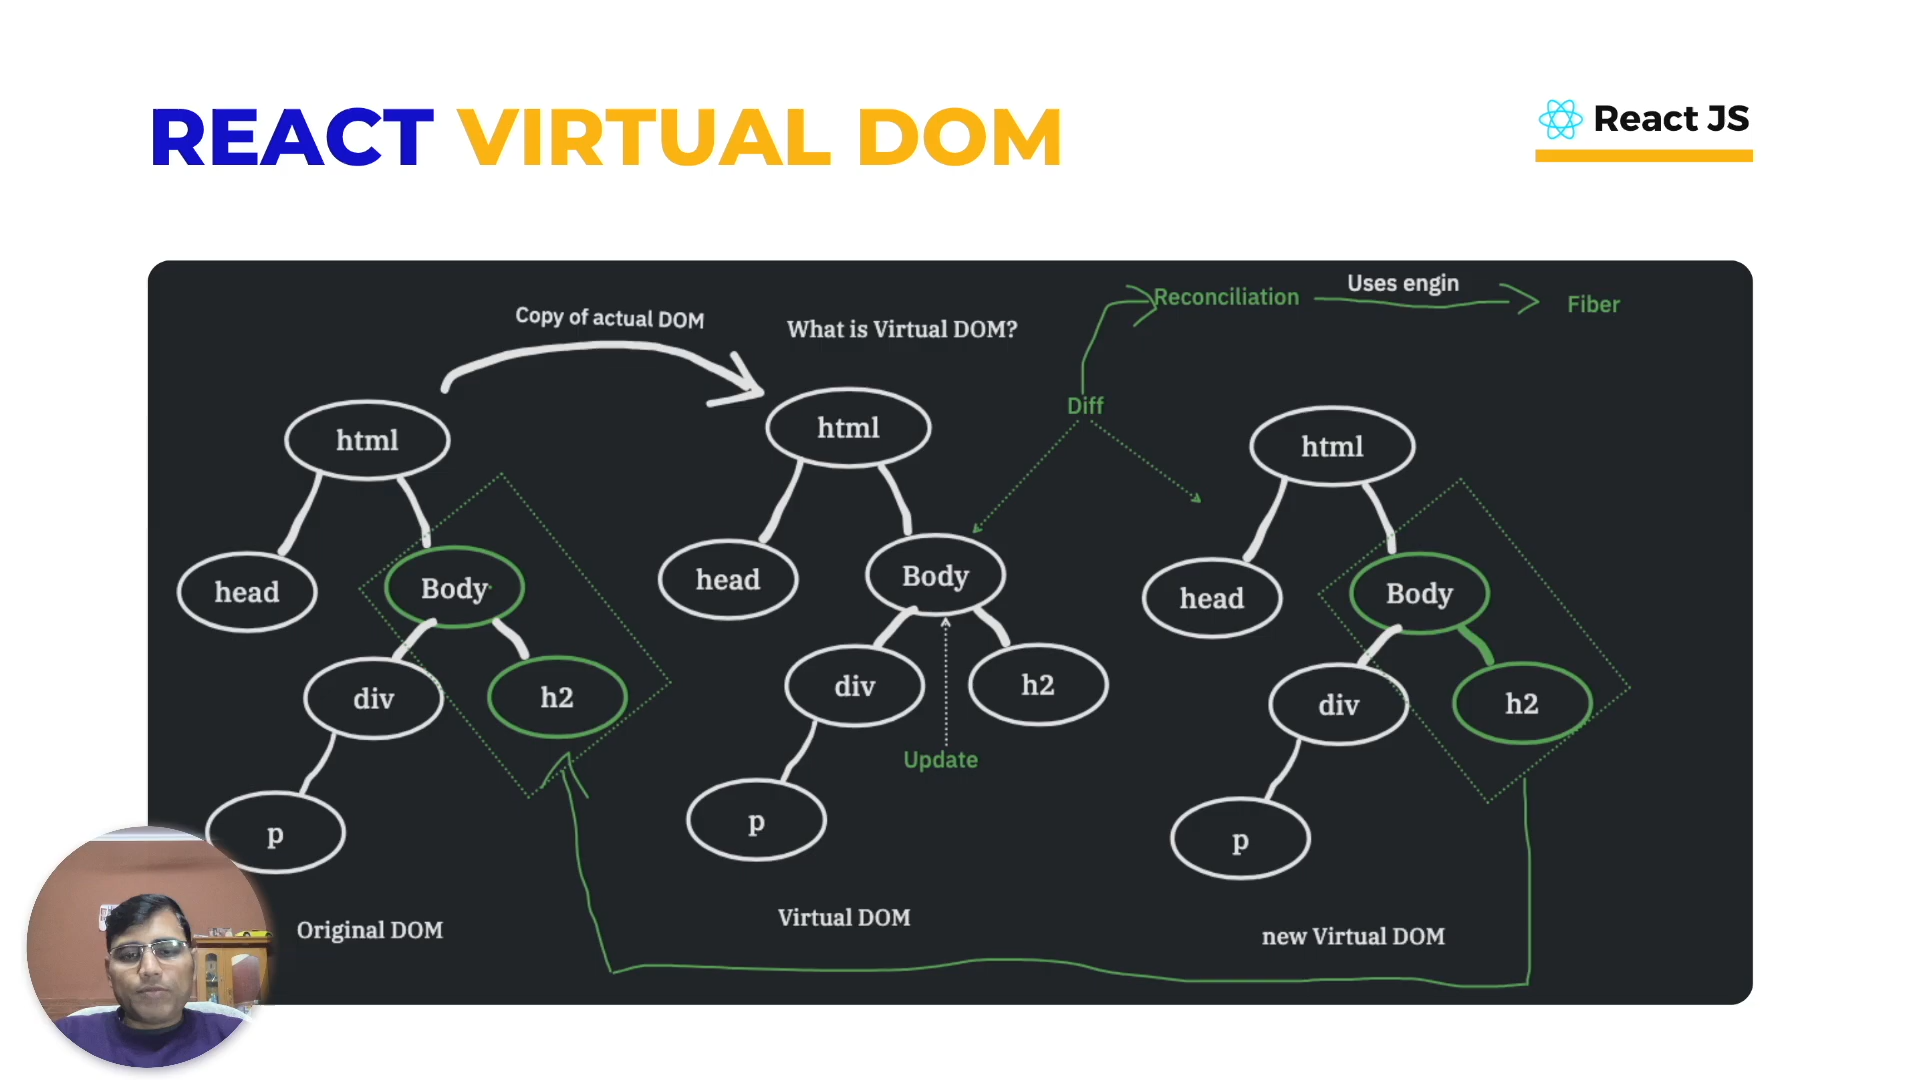 REACT VIRTUAL DOM
React JS
Copy of actual DOM
What is Virtual DOM?
Reconciliation
Uses engin
Fiber
Diff
html
head
Body
div
h2
p
Original DOM
html
head
Body
div
h2
p
Update
Virtual DOM
html
head
Body
div
h2
p
new Virtual DOM